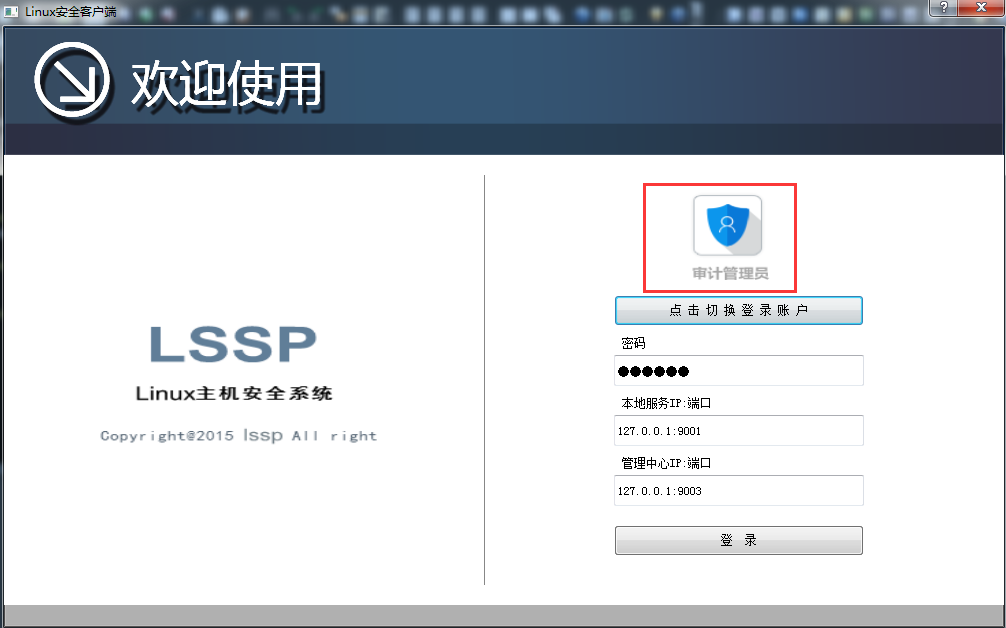 Linux安全客户端
欢迎使用
LSSP
Linux主机安全系统
Copyright@2015 lssp All right
审计管理员
点击切换登录账户
密码
●●●●●●
本地服务IP:端口
127.0.0.1:9001
管理中心IP:端口
127.0.0.1:9003
登 录